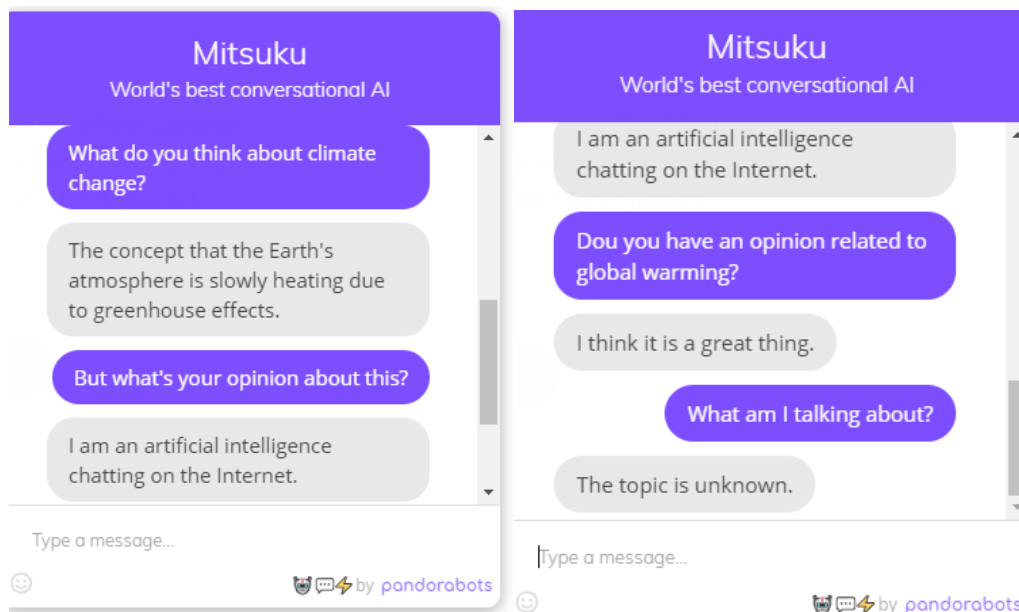 Mitsuku
World's best conversational AI
What do you think about climate
change?
The concept that the Earth's
atmosphere is slowly heating due
to greenhouse effects.
But what's your opinion about this?
I am an artificial intelligence
chatting on the Internet.
Type a message...
by pandorabots
Mitsuku
World's best conversational AI
I am an artificial intelligence
chatting on the Internet.
Dou you have an opinion related to
global warming?
I think it is a great thing.
What am I talking about?
The topic is unknown.
Type a message...
by pandorabots